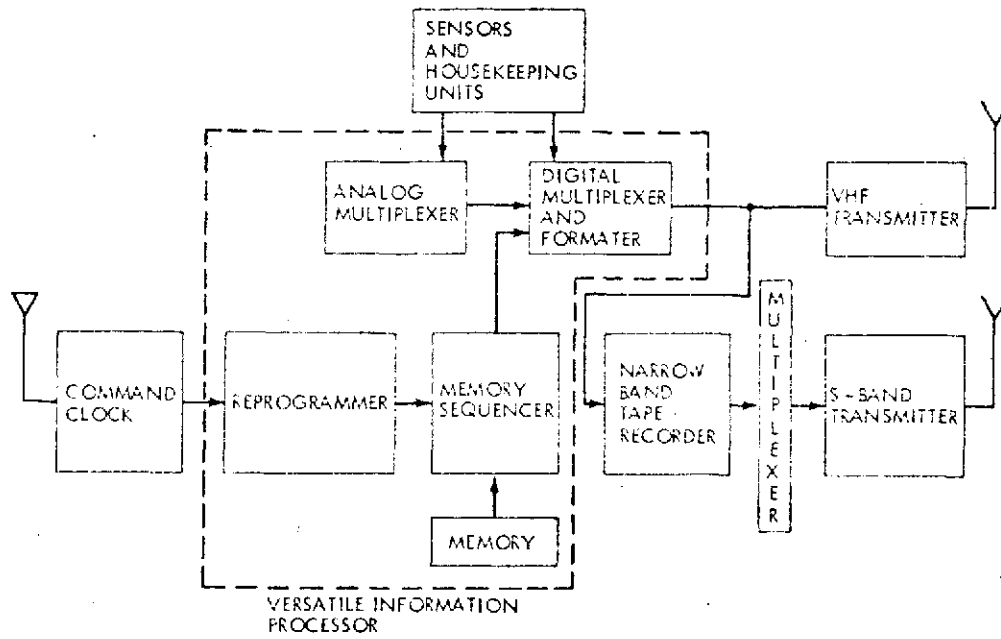 SENSORS
AND
HOUSEKEEPING
UNITS
ANALOG
MULTIPLEXER
DIGITAL
MULTIPLEXER
AND
FORMATER
VHF
TRANSMITTER
COMMAND
CLOCK
REPROGRAMMER
MEMORY
SEQUENCER
NARROW
BAND
TAPE
RECORDER
MULTIPLEXER
S-BAND
TRANSMITTER
MEMORY
VERSATILE INFORMATION
PROCESSOR